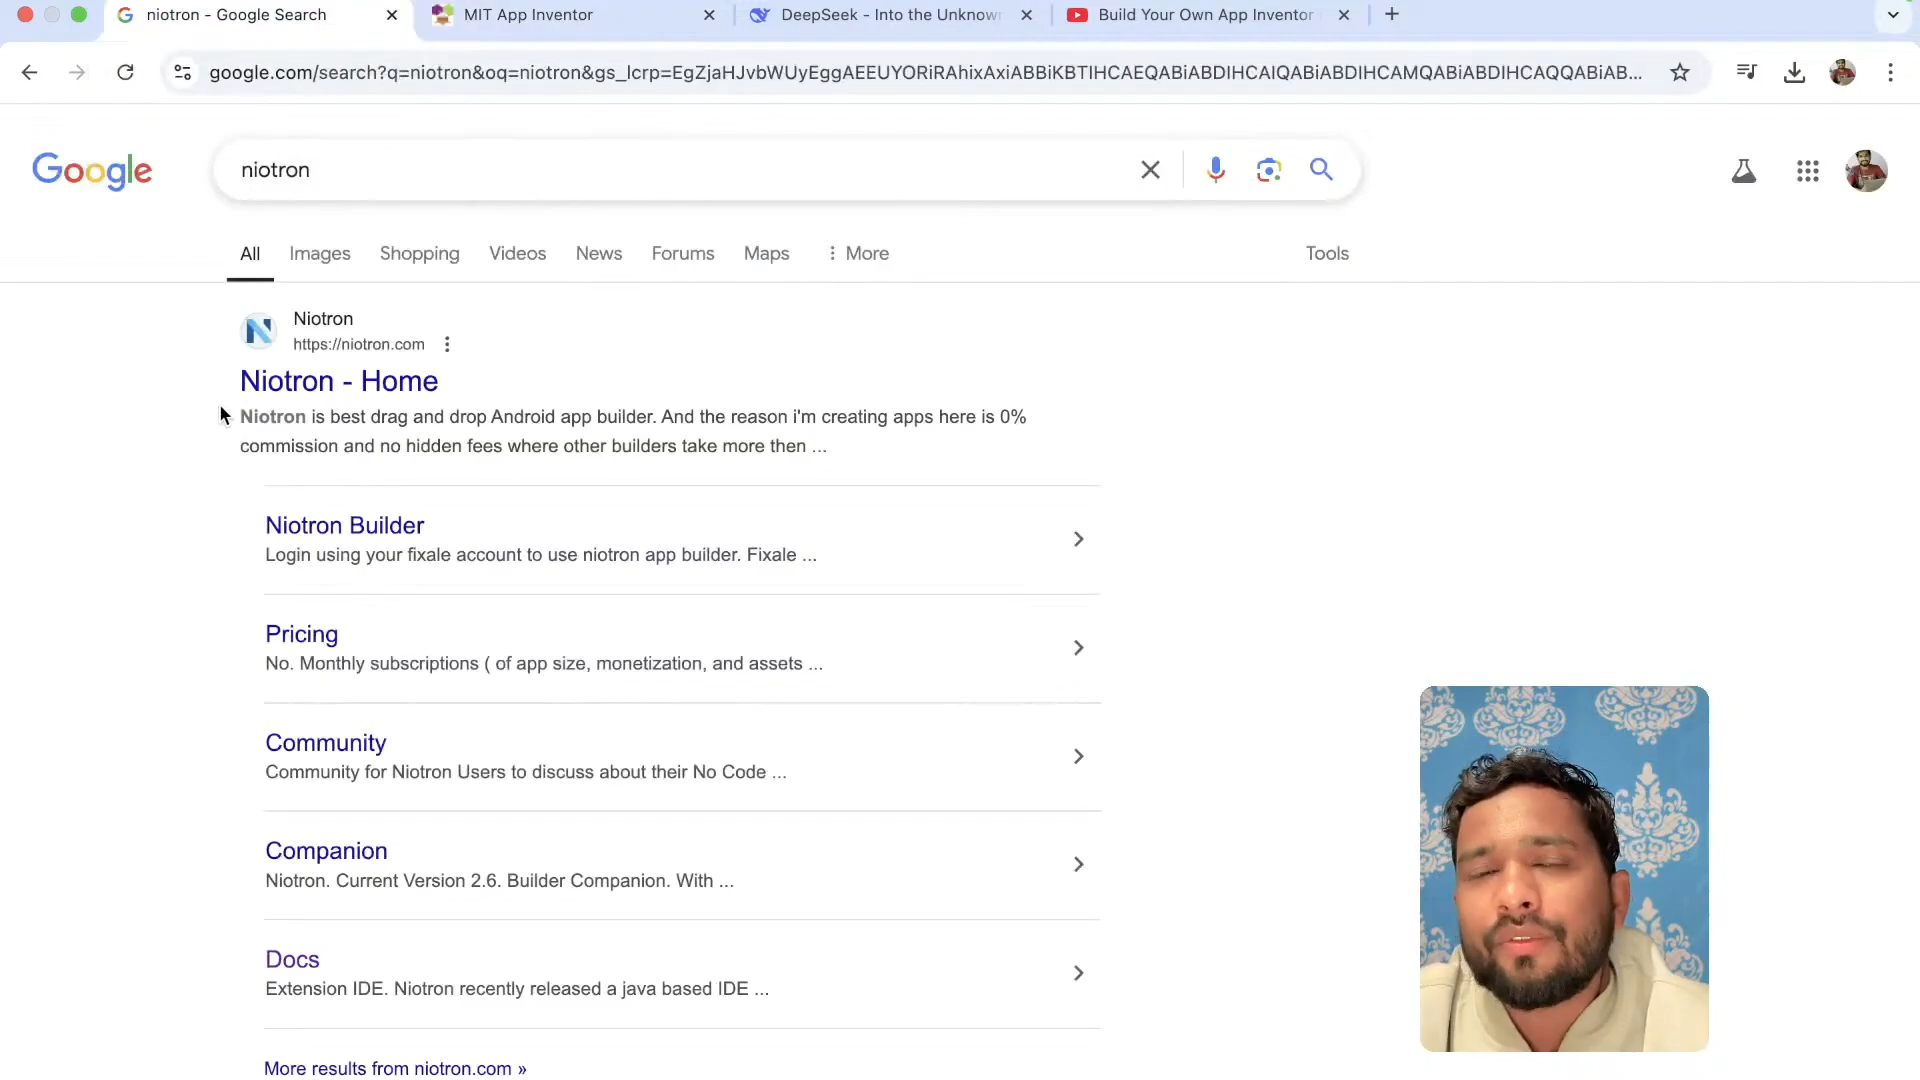 niotron - Google Search
MIT App Inventor
DeepSeek - Into the Unknown
Build Your Own App Inventor
google.com/search?q=niotron&oq=niotron&gs_lcrp=EgZjaHJvbWUyEggAEEUYORiRAhixAxiABBiKBTIHCAEQABiABDIHCAIQABiABDIHCAMQABiABDIHCAQQABiAB...
Google
niotron
All
Images
Shopping
Videos
News
Forums
Maps
More
Tools
Niotron
https://niotron.com
Niotron - Home
Niotron is best drag and drop Android app builder. And the reason i'm creating apps here is 0%
commission and no hidden fees where other builders take more then ...
Niotron Builder
Login using your fixale account to use niotron app builder. Fixale ...
Pricing
No. Monthly subscriptions ( of app size, monetization, and assets ...
Community
Community for Niotron Users to discuss about their No Code ...
Companion
Niotron. Current Version 2.6. Builder Companion. With ...
Docs
Extension IDE. Niotron recently released a java based IDE ...
More results from niotron.com »